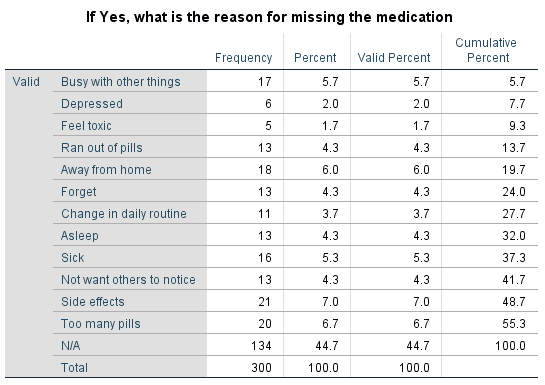 If Yes, what is the reason for missing the medication
Frequency Percent Valid Percent Cumulative Percent
Valid Busy with other things 17 5.7 5.7 5.7
Depressed 6 2.0 2.0 7.7
Feel toxic 5 1.7 1.7 9.3
Ran out of pills 13 4.3 4.3 13.7
Away from home 18 6.0 6.0 19.7
Forget 13 4.3 4.3 24.0
Change in daily routine 11 3.7 3.7 27.7
Asleep 13 4.3 4.3 32.0
Sick 16 5.3 5.3 37.3
Not want others to notice 13 4.3 4.3 41.7
Side effects 21 7.0 7.0 48.7
Too many pills 20 6.7 6.7 55.3
N/A 134 44.7 44.7 100.0
Total 300 100.0 100.0